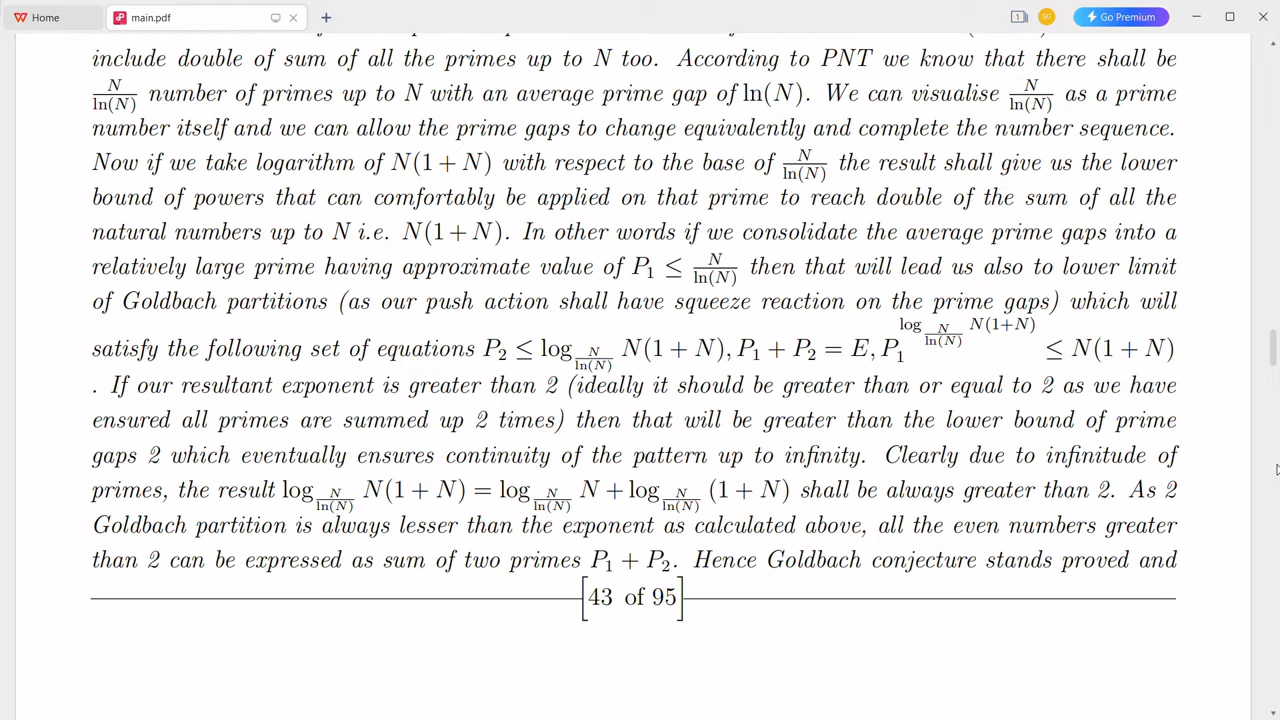 Home
main.pdf
1
SG
Go Premium
include double of sum of all the primes up to N too. According to PNT we know that there shall be
N/ln(N) number of primes up to N with an average prime gap of ln(N). We can visualise N/ln(N) as a prime
number itself and we can allow the prime gaps to change equivalently and complete the number sequence.
Now if we take logarithm of N(1 + N) with respect to the base of N/ln(N) the result shall give us the lower
bound of powers that can comfortably be applied on that prime to reach double of the sum of all the
natural numbers up to N i.e. N(1 + N). In other words if we consolidate the average prime gaps into a
relatively large prime having approximate value of P₁ ≤ N/ln(N) then that will lead us also to lower limit
of Goldbach partitions (as our push action shall have squeeze reaction on the prime gaps) which will
satisfy the following set of equations P₂ ≤ log_{N/ln(N)} N(1 + N), P₁ + P₂ = E, P₁^{log_{N/ln(N)} N(1+N)} ≤ N(1 + N)
. If our resultant exponent is greater than 2 (ideally it should be greater than or equal to 2 as we have
ensured all primes are summed up 2 times) then that will be greater than the lower bound of prime
gaps 2 which eventually ensures continuity of the pattern up to infinity. Clearly due to infinitude of
primes, the result log_{N/ln(N)} N(1 + N) = log_{N/ln(N)} N + log_{N/ln(N)} (1 + N) shall be always greater than 2. As 2
Goldbach partition is always lesser than the exponent as calculated above, all the even numbers greater
than 2 can be expressed as sum of two primes P₁ + P₂. Hence Goldbach conjecture stands proved and
[43 of 95]